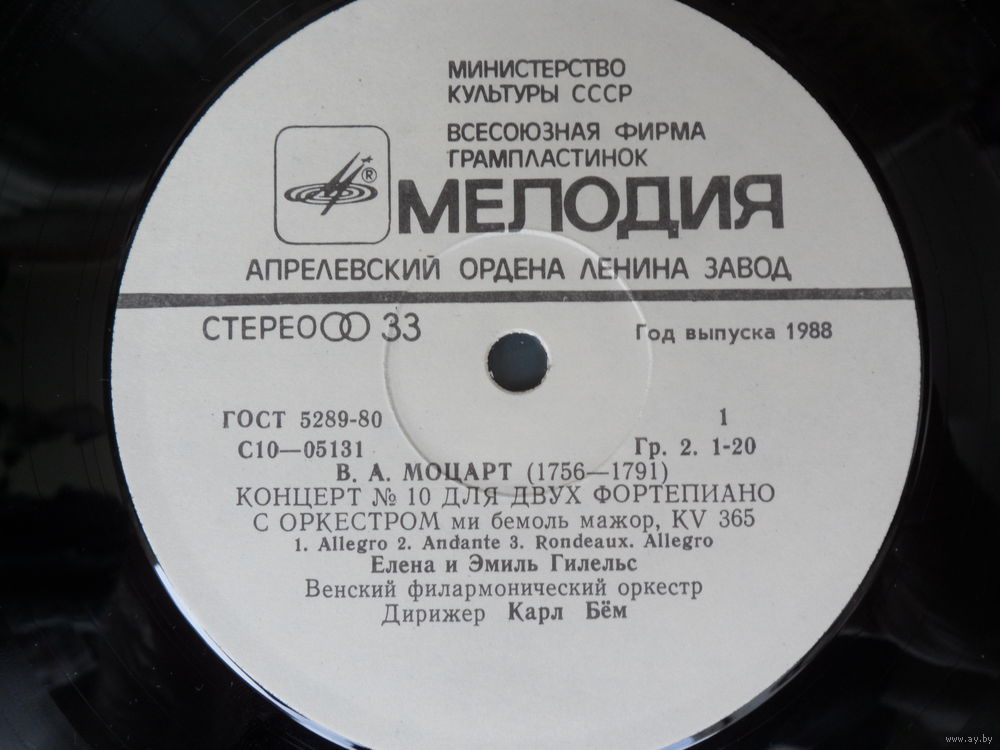 МИНИСТЕРСТВО
КУЛЬТУРЫ СССР
ВСЕСОЮЗНАЯ ФИРМА
ГРАМПЛАСТИНОК
®
МЕЛОДИЯ
АПРЕЛЕВСКИЙ ОРДЕНА ЛЕНИНА ЗАВОД
СТЕРЕО 33 Год выпуска 1988
ГОСТ 5289-80 1
С10—05131 Гр. 2. 1-20
В. А. МОЦАРТ (1756—1791)
КОНЦЕРТ № 10 ДЛЯ ДВУХ ФОРТЕПИАНО
С ОРКЕСТРОМ ми бемоль мажор, KV 365
1. Allegro 2. Andante 3. Rondeaux. Allegro
Елена и Эмиль Гилельс
Венский филармонический оркестр
Дирижер Карл Бём
www.ay.by